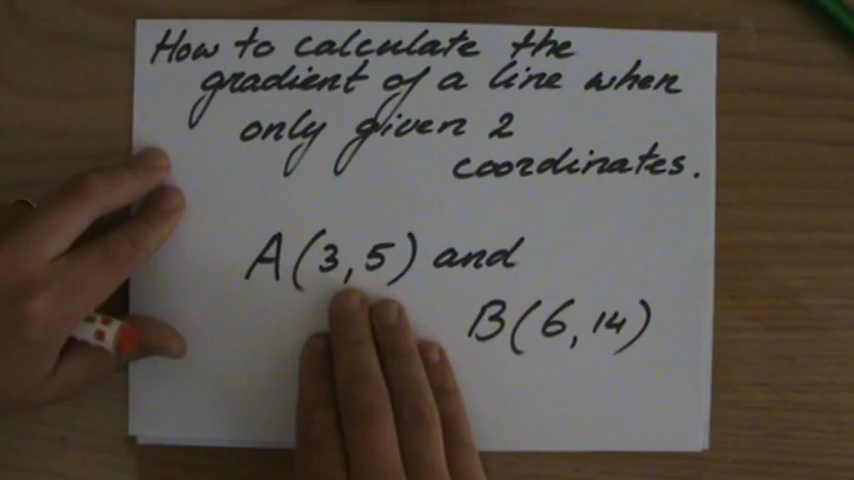 How to calculate the
gradient of a line when
only given 2
coordinates.
A(3,5) and
B(6,14)